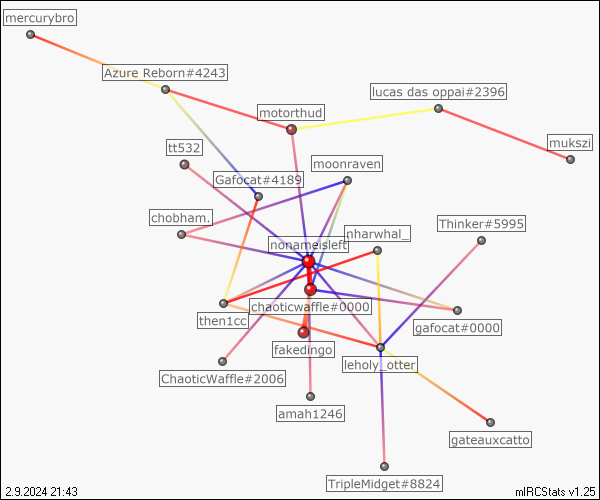 mercurybro
Azure Reborn#4243
lucas das oppai#2396
motorthud
mukszi
tt532
moonraven
Gafocat#4189
chobham.
Thinker#5995
nharwhal_
nonameisleft
chaoticwaffle#0000
then1cc
gafocat#0000
fakedingo
leholy_otter
ChaoticWaffle#2006
amah1246
gateauxcatto
TripleMidget#8824
2.9.2024 21:43
mIRCStats v1.25